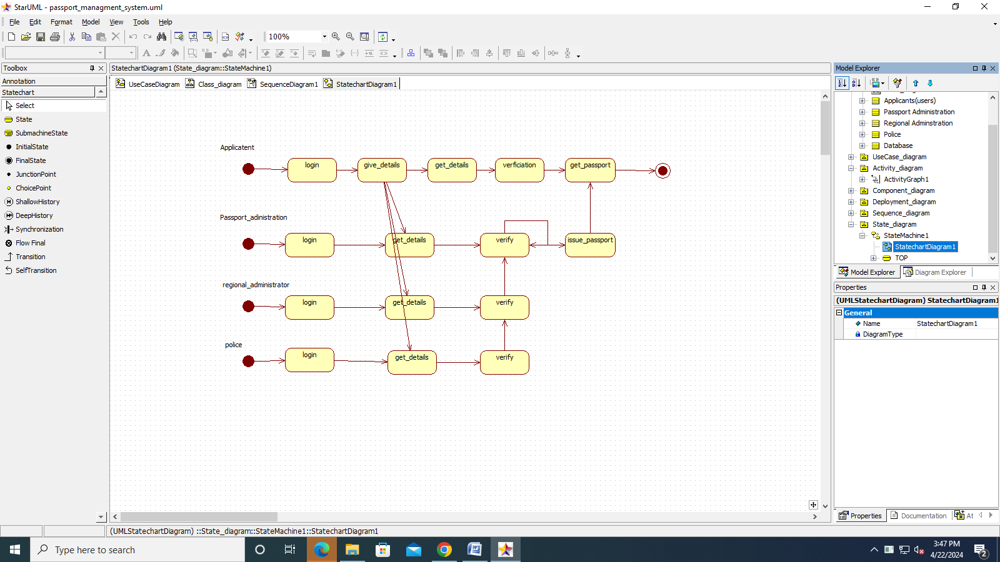 StarUML - passport_managment_system.uml
File Edit Format Model View Tools Help
100%
Toolbox
Annotation
Statechart
Select
State
SubmachineState
InitialState
FinalState
JunctionPoint
ChoicePoint
ShallowHistory
DeepHistory
Synchronization
Flow Final
Transition
SelfTransition
StatechartDiagram1 (State_diagram::StateMachine1)
UseCaseDiagram Class_diagram SequenceDiagram1 StatechartDiagram1
Applicatent
login give_details get_details verficiation get_passport
Passport_adinistration
login get_details verify issue_passport
regional_administrator
login get_details verify
police
login get_details verify
Model Explorer
Applicants(users)
Passport Administration
Regional Adminstration
Police
Database
UseCase_diagram
Activity_diagram
ActivityGraph1
Component_diagram
Deployment_diagram
Sequence_diagram
State_diagram
StateMachine1
StatechartDiagram1
TOP
Model Explorer Diagram Explorer
Properties
(UMLStatechartDiagram) StatechartDiagram1
General
Name StatechartDiagram1
DiagramType
Properties Documentation At
(UMLStatechartDiagram) ::State_diagram::StateMachine1::StatechartDiagram1
Type here to search
3:47 PM
4/22/2024
2